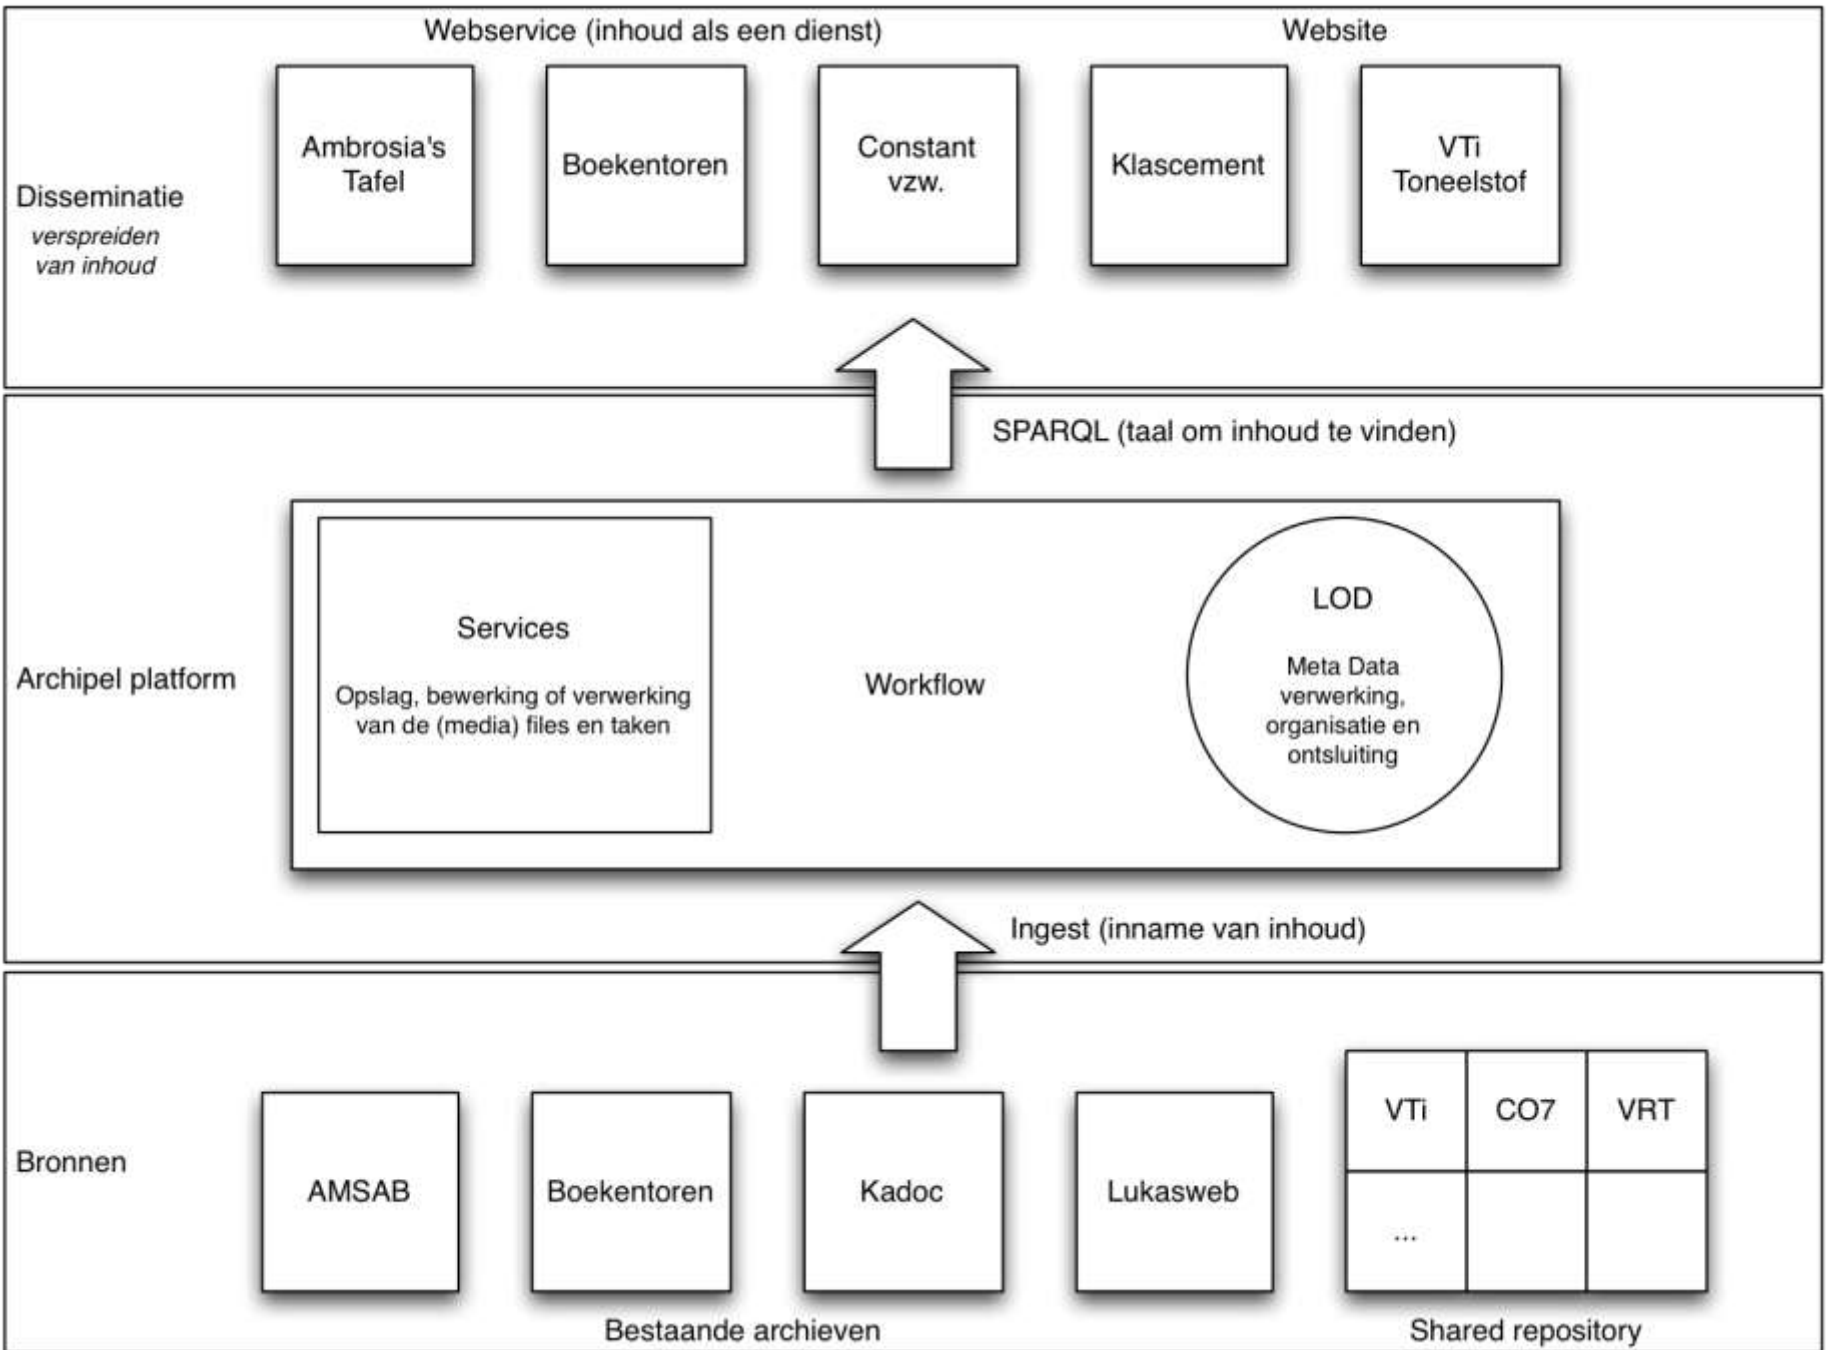 Webservice (inhoud als een dienst)
Website
Ambrosia's
Tafel
Boekentoren
Constant
vzw.
Klascement
VTi
Toneelstof
Disseminatie
verspreiden
van inhoud
SPARQL (taal om inhoud te vinden)
Archipel platform
Services
Opslag, bewerking of verwerking
van de (media) files en taken
Workflow
LOD
Meta Data
verwerking,
organisatie en
ontsluiting
Ingest (inname van inhoud)
Bronnen
AMSAB
Boekentoren
Kadoc
Lukasweb
VTi
CO7
VRT
...
Bestaande archieven
Shared repository